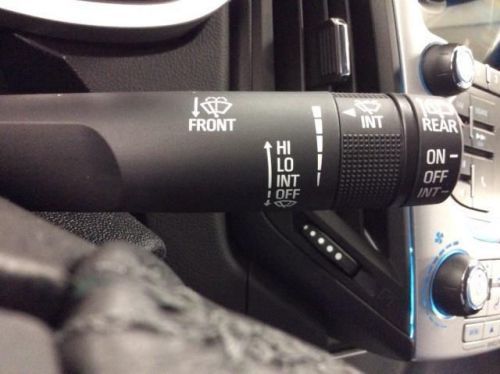 FRONT
HI
LO
INT
OFF
INT
REAR
ON
OFF
INT